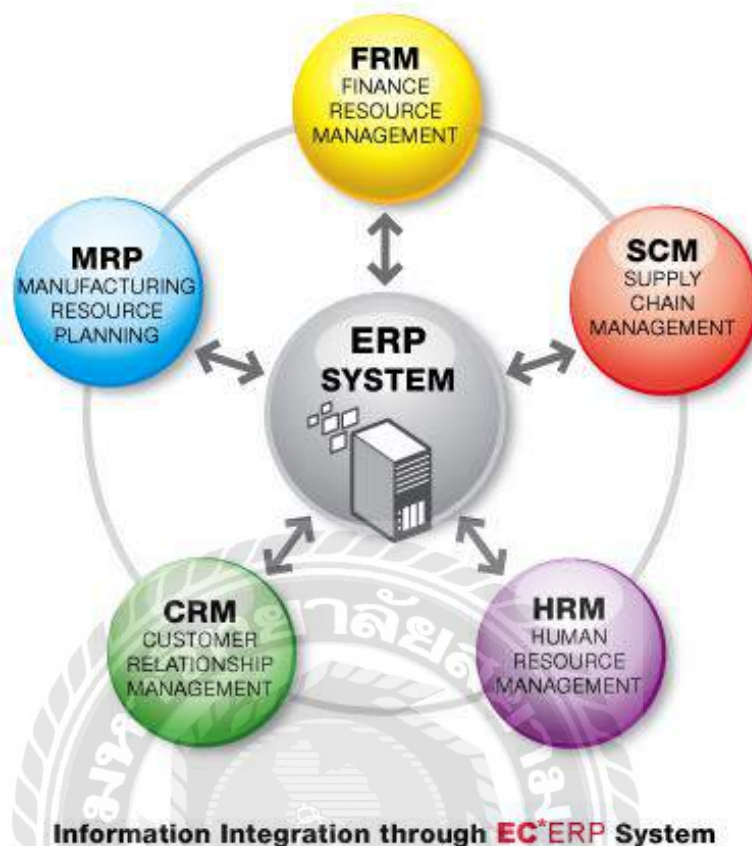 FRM
FINANCE
RESOURCE
MANAGEMENT
MRP
MANUFACTURING
RESOURCE
PLANNING
SCM
SUPPLY
CHAIN
MANAGEMENT
ERP
SYSTEM
CRM
CUSTOMER
RELATIONSHIP
MANAGEMENT
HRM
HUMAN
RESOURCE
MANAGEMENT
Information Integration through EC*ERP System